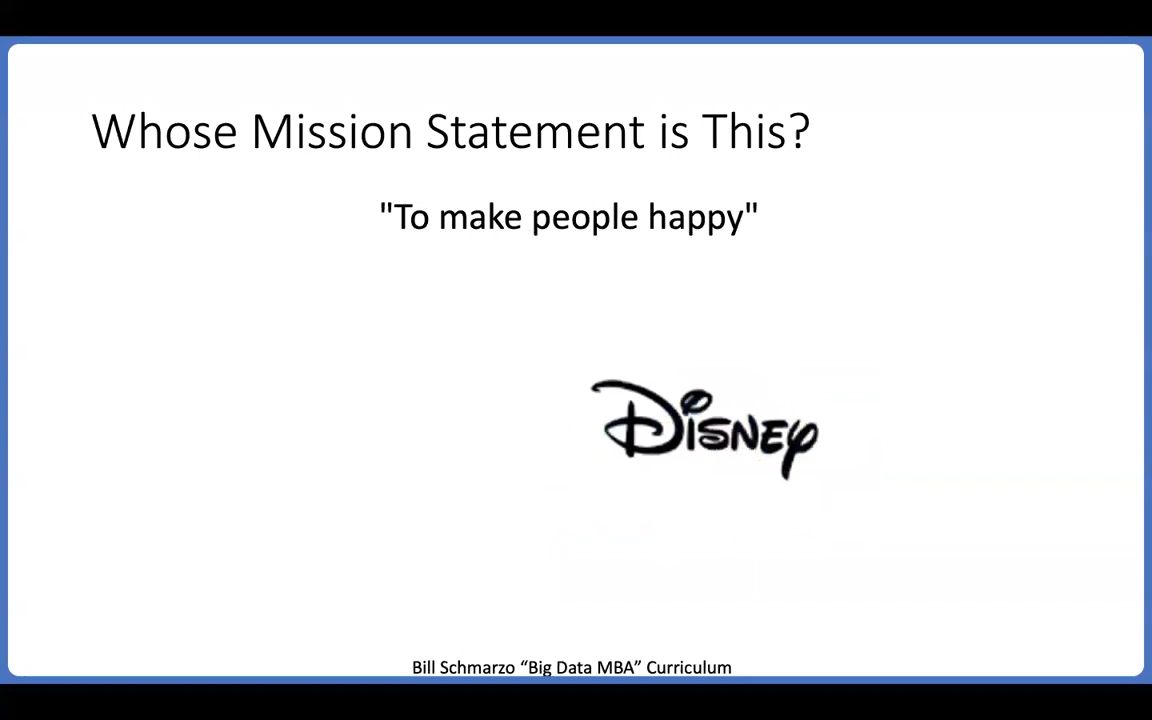 Whose Mission Statement is This?
"To make people happy"
Disney
Bill Schmarzo “Big Data MBA” Curriculum